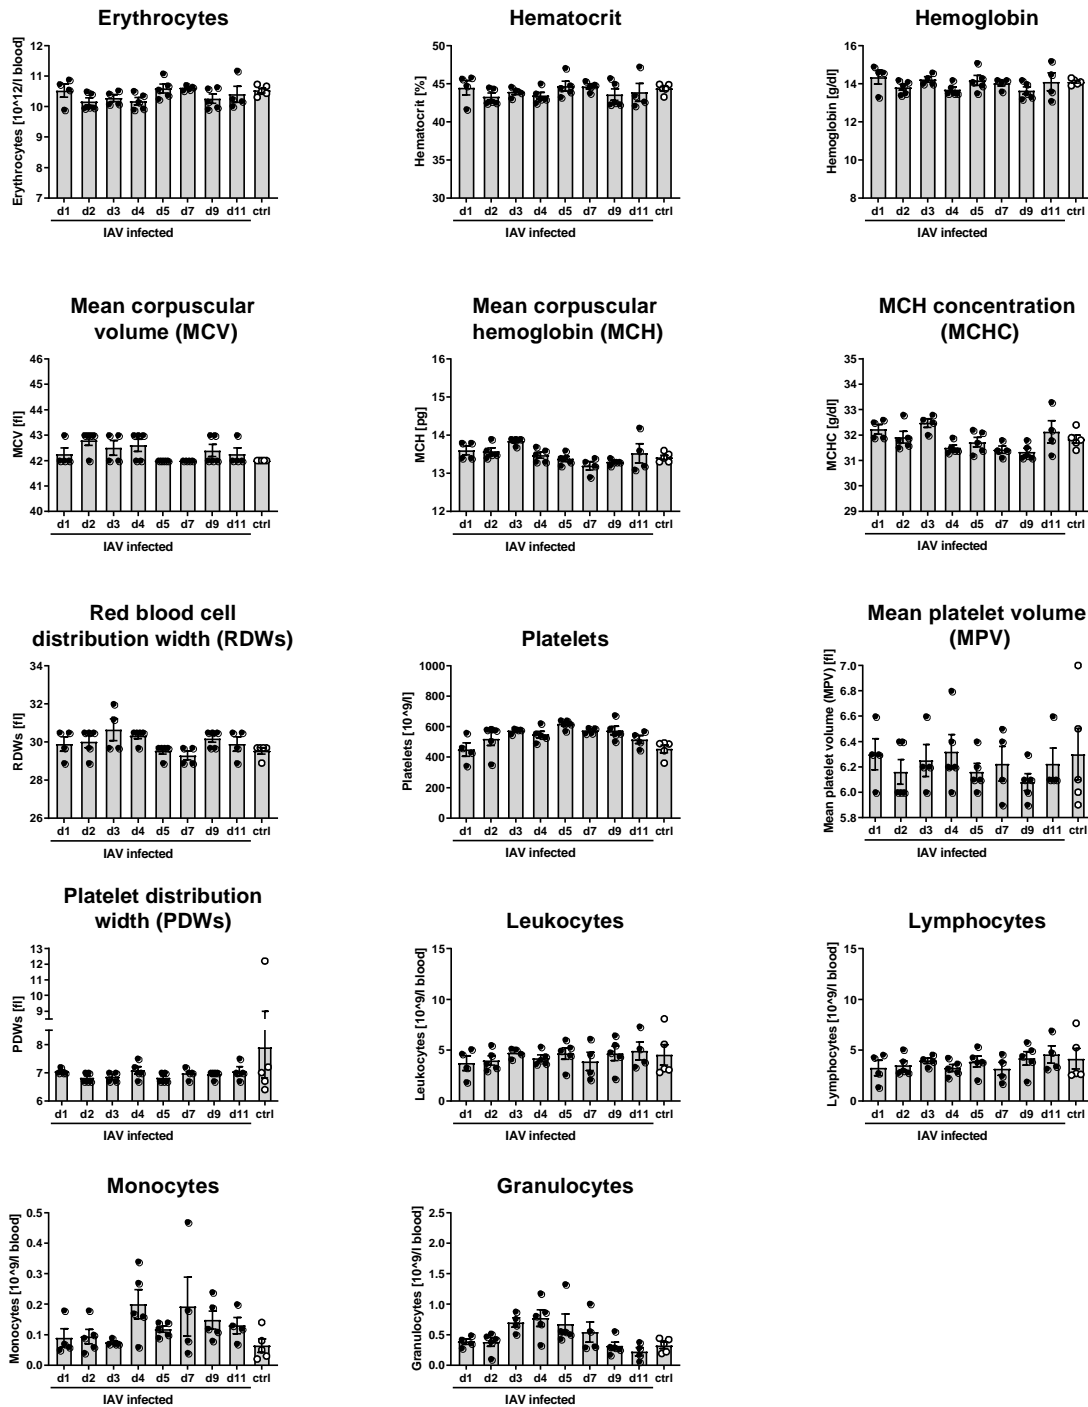 Erythrocytes
Erythrocytes [10^12/l blood]
12
11
10
9
8
7
d1 d2 d3 d4 d5 d7 d9 d11 ctrl
IAV infected
Hematocrit
Hematocrit [%]
50
45
40
35
30
d1 d2 d3 d4 d5 d7 d9 d11 ctrl
IAV infected
Hemoglobin
Hemoglobin [g/dl]
16
14
12
10
8
d1 d2 d3 d4 d5 d7 d9 d11 ctrl
IAV infected
Mean corpuscular
volume (MCV)
MCV [fl]
46
45
44
43
42
41
40
d1 d2 d3 d4 d5 d7 d9 d11 ctrl
IAV infected
Mean corpuscular
hemoglobin (MCH)
MCH [pg]
16
15
14
13
12
d1 d2 d3 d4 d5 d7 d9 d11 ctrl
IAV infected
MCH concentration
(MCHC)
MCHC [g/dl]
35
34
33
32
31
30
29
d1 d2 d3 d4 d5 d7 d9 d11 ctrl
IAV infected
Red blood cell
distribution width (RDWs)
RDWs [fl]
34
32
30
28
26
d1 d2 d3 d4 d5 d7 d9 d11 ctrl
IAV infected
Platelets
Platelets [10^9/l]
1000
800
600
400
200
0
d1 d2 d3 d4 d5 d7 d9 d11 ctrl
IAV infected
Mean platelet volume
(MPV)
Mean platelet volume (MPV) [fl]
7.0
6.8
6.6
6.4
6.2
6.0
5.8
d1 d2 d3 d4 d5 d7 d9 d11 ctrl
IAV infected
Platelet distribution
width (PDWs)
PDWs [fl]
13
12
11
10
9
8
7
6
d1 d2 d3 d4 d5 d7 d9 d11 ctrl
IAV infected
Leukocytes
Leukocytes [10^9/l blood]
15
10
5
0
d1 d2 d3 d4 d5 d7 d9 d11 ctrl
IAV infected
Lymphocytes
Lymphocytes [10^9/l blood]
15
10
5
0
d1 d2 d3 d4 d5 d7 d9 d11 ctrl
IAV infected
Monocytes
Monocytes [10^9/l blood]
0.5
0.4
0.3
0.2
0.1
0.0
d1 d2 d3 d4 d5 d7 d9 d11 ctrl
IAV infected
Granulocytes
Granulocytes [10^9/l blood]
2.5
2.0
1.5
1.0
0.5
0.0
d1 d2 d3 d4 d5 d7 d9 d11 ctrl
IAV infected